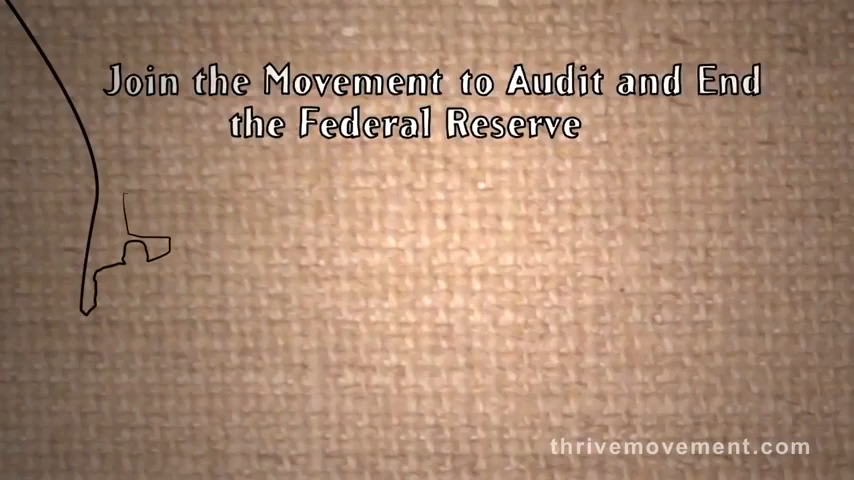 Join the Movement to Audit and End
the Federal Reserve
thrivemovement.com